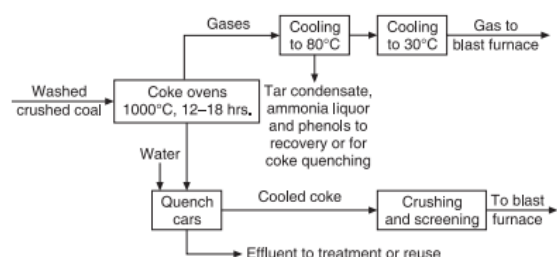 Gases
Cooling
to 80°C
Cooling
to 30°C
Gas to
blast furnace
Washed
crushed coal
Coke ovens
1000°C, 12–18 hrs.
Tar condensate,
ammonia liquor
and phenols to
recovery or for
coke quenching
Water
Quench
cars
Cooled coke
Crushing
and screening
To blast
furnace
Effluent to treatment or reuse